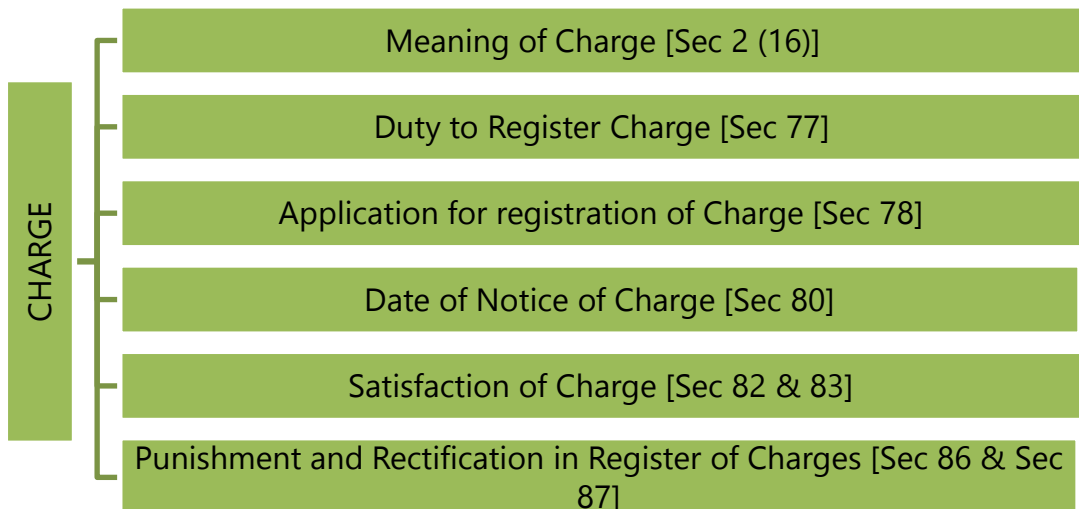 CHARGE
Meaning of Charge [Sec 2 (16)]
Duty to Register Charge [Sec 77]
Application for registration of Charge [Sec 78]
Date of Notice of Charge [Sec 80]
Satisfaction of Charge [Sec 82 & 83]
Punishment and Rectification in Register of Charges [Sec 86 & Sec
87]